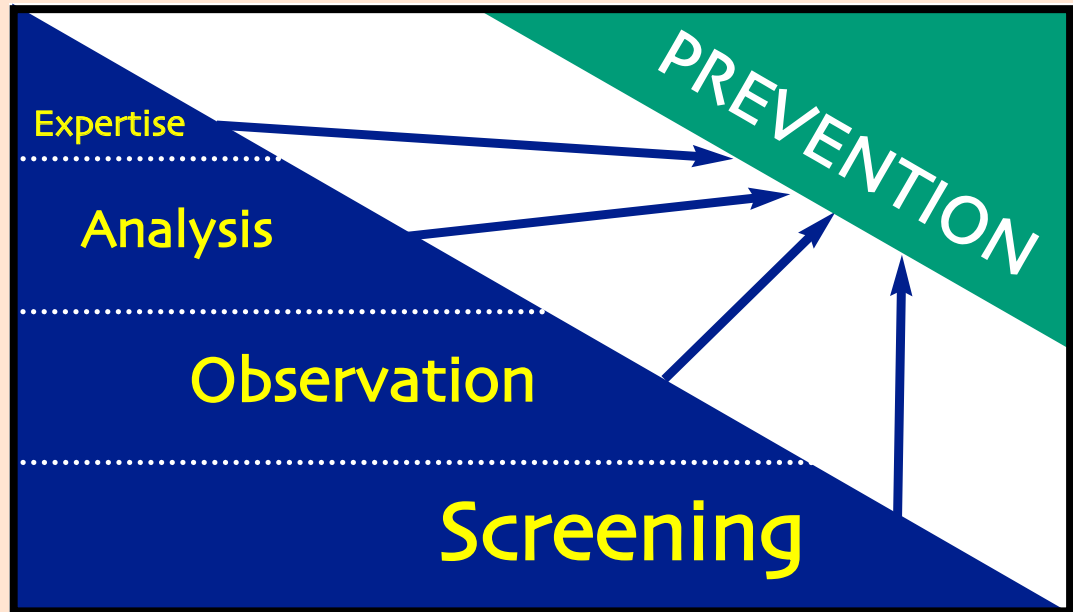 PREVENTION
Expertise
Analysis
Observation
Screening